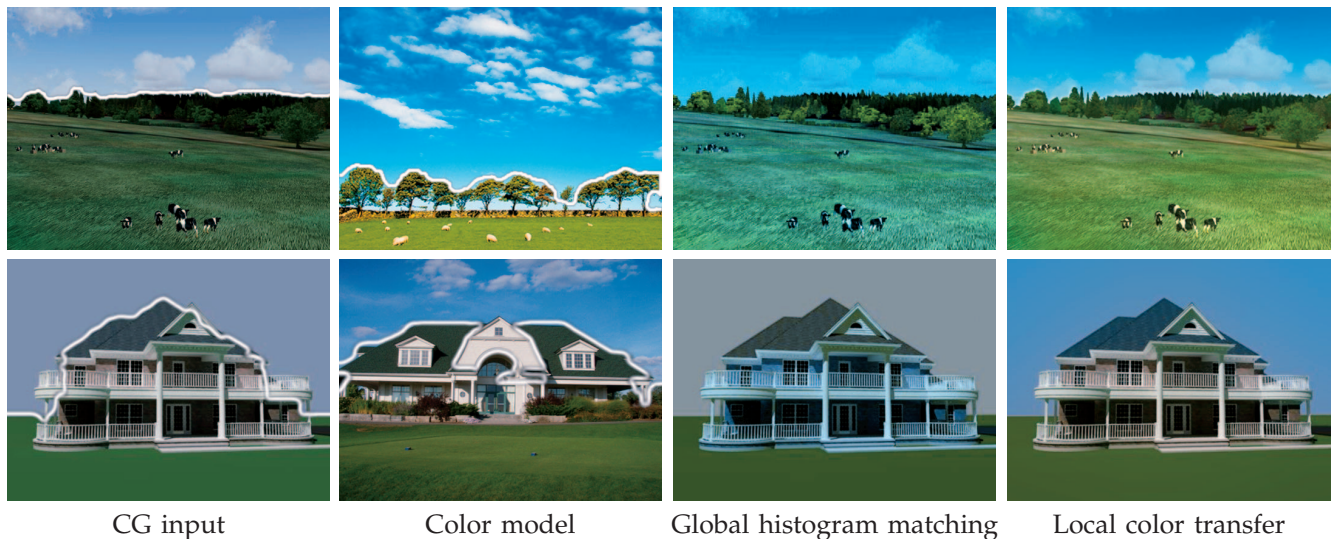 CG input
Color model
Global histogram matching
Local color transfer